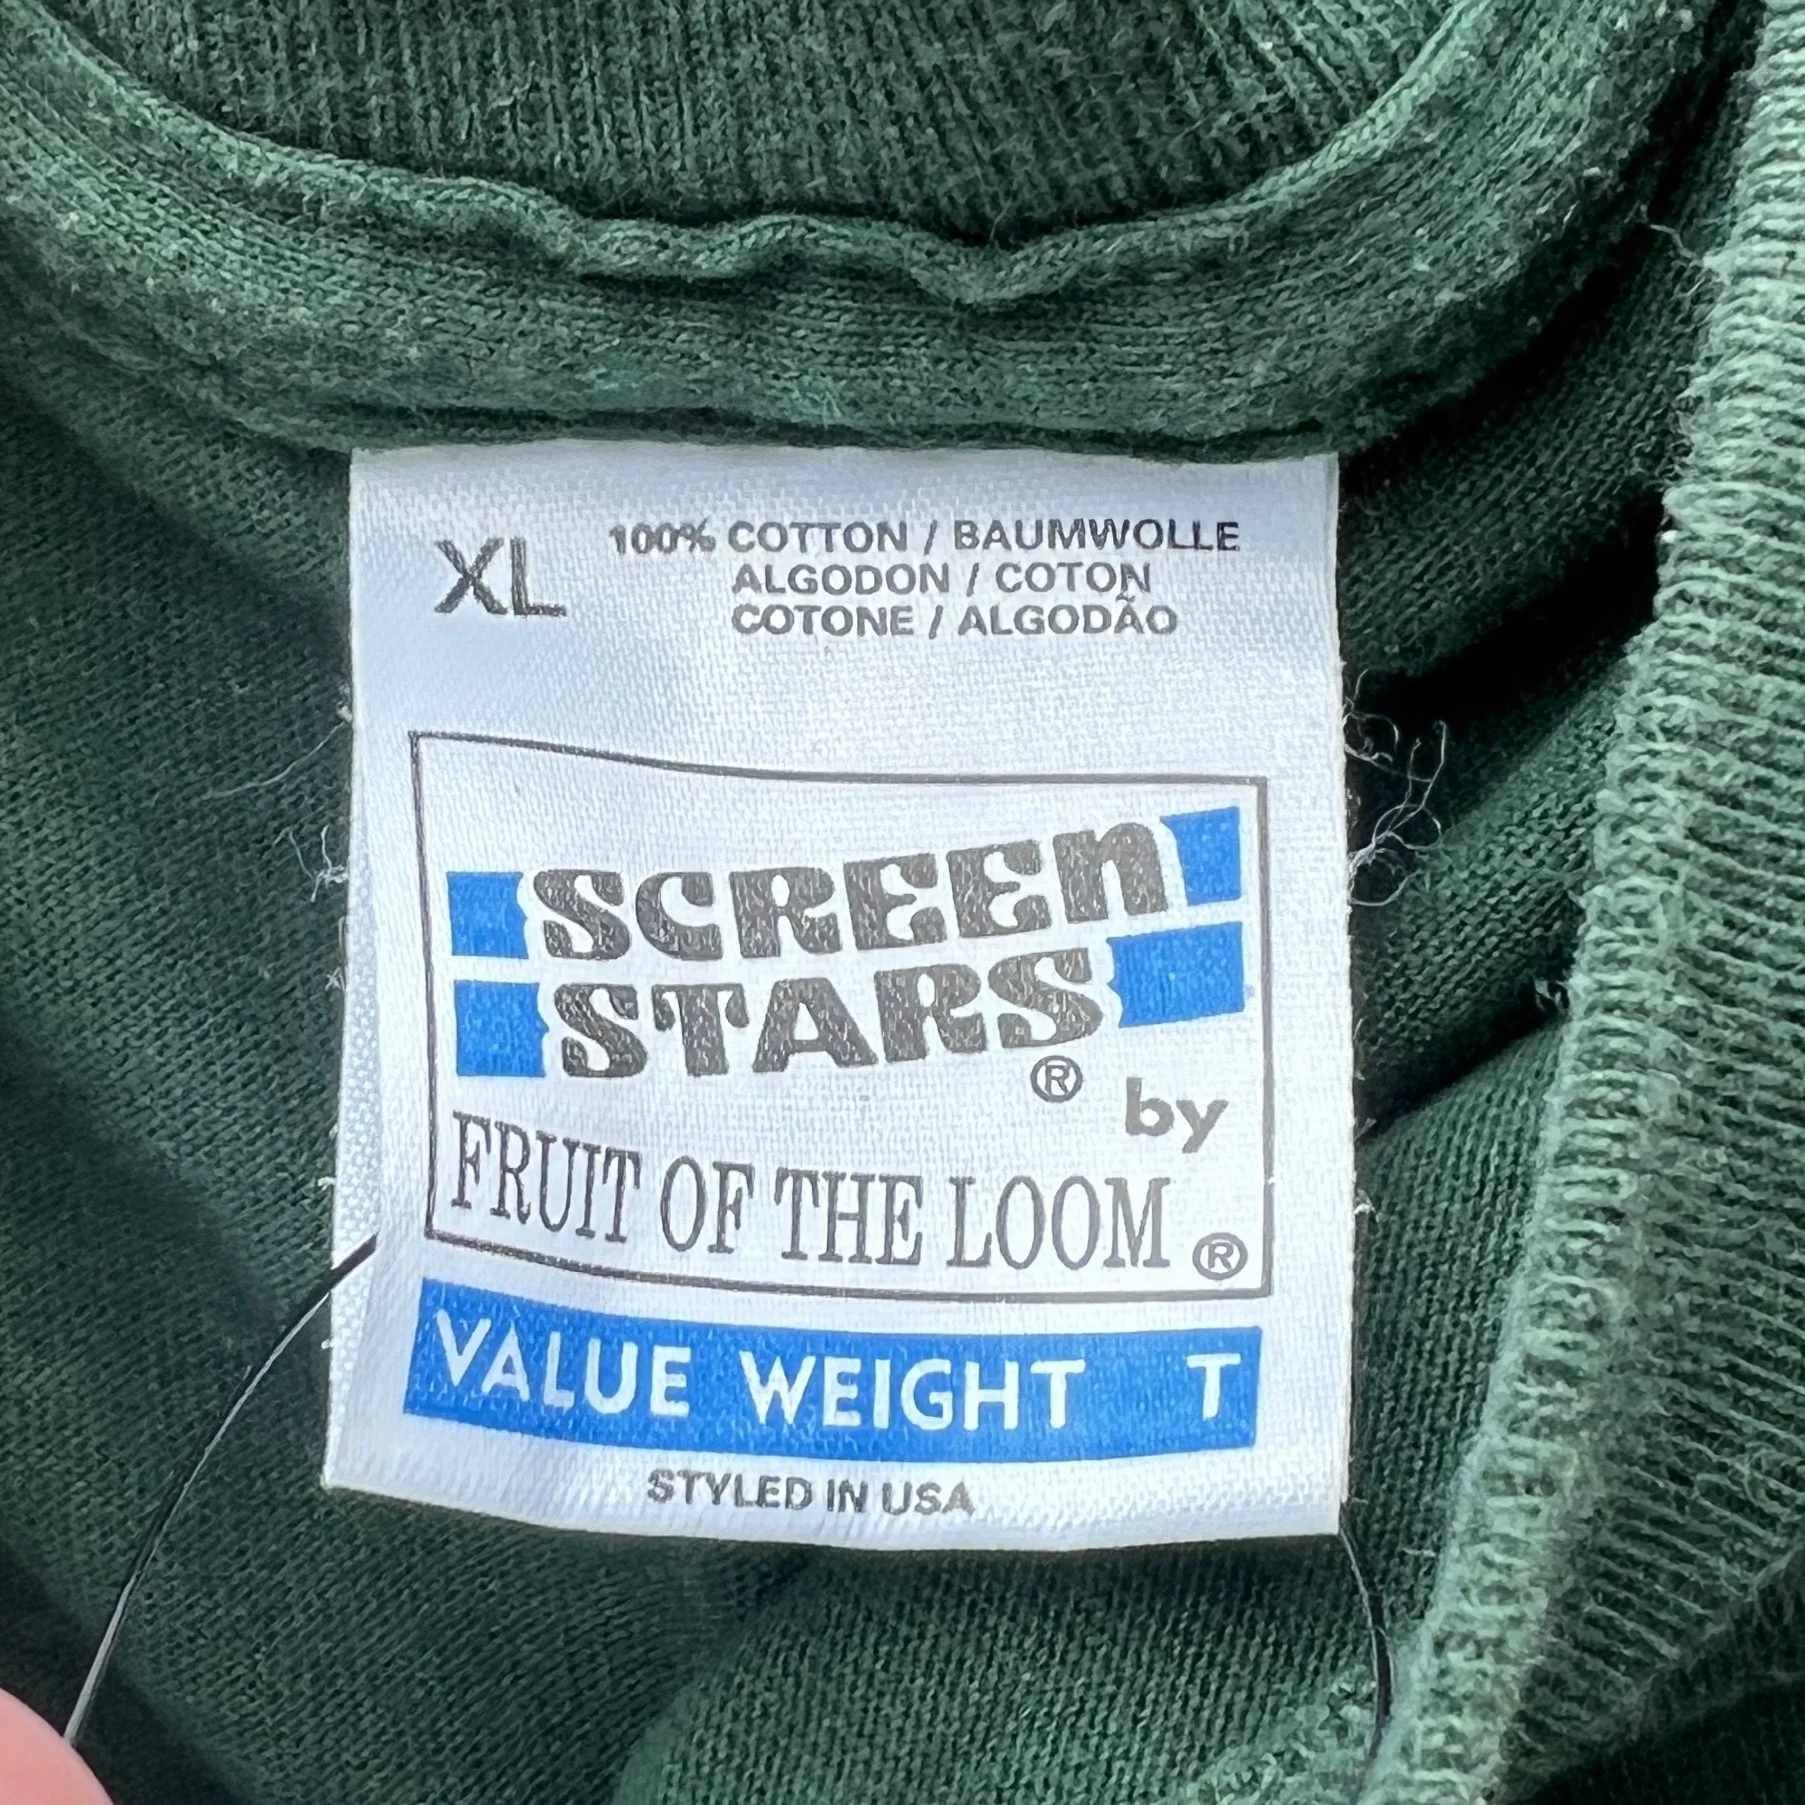 XL
100% COTTON / BAUMWOLLE
ALGODON / COTON
COTONE / ALGODÃO
SCREEN
STARS®
by
FRUIT OF THE LOOM®
VALUE WEIGHT T
STYLED IN USA